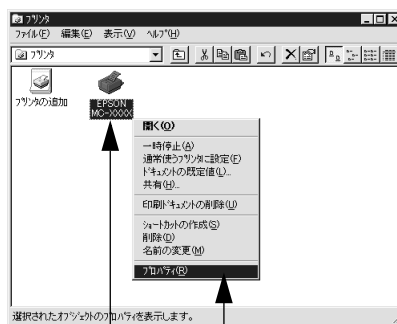 プリンタ
ファイル(F) 編集(E) 表示(V) ヘルプ(H)
プリンタ
プリンタの追加
EPSON
MC-XXXX
開く(O)
一時停止(A)
通常使うプリンタに設定(F)
ドキュメントの既定値(L)...
共有(H)...
印刷ドキュメントの削除(U)
ショートカットの作成(S)
削除(D)
名前の変更(M)
プロパティ(R)
選択されたオブジェクトのプロパティを表示します。